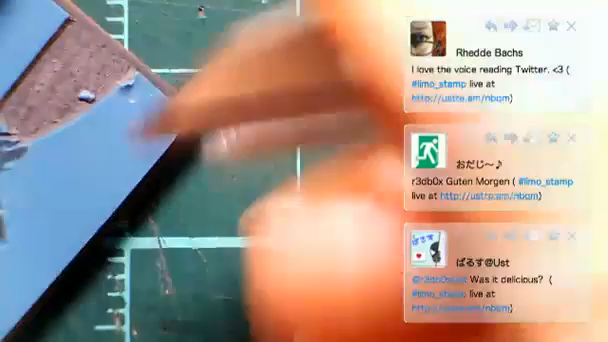 Rhedde Bachs
I love the voice reading Twitter. <3 (
#limo_stamp live at
http://ustre.am/nbqm)
おだじ〜♪
r3db0x Guten Morgen ( #limo_stamp
live at http://ustre.am/nbqm)
ぱるす@Ust
Was it delicious? (
#limo_stamp live at